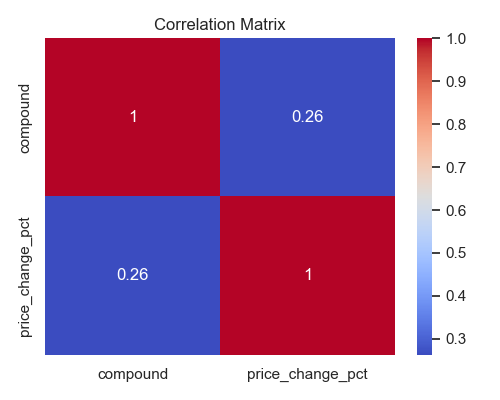 Correlation Matrix
compound
price_change_pct
1
0.26
0.26
1
compound
price_change_pct
1.0
0.9
0.8
0.7
0.6
0.5
0.4
0.3